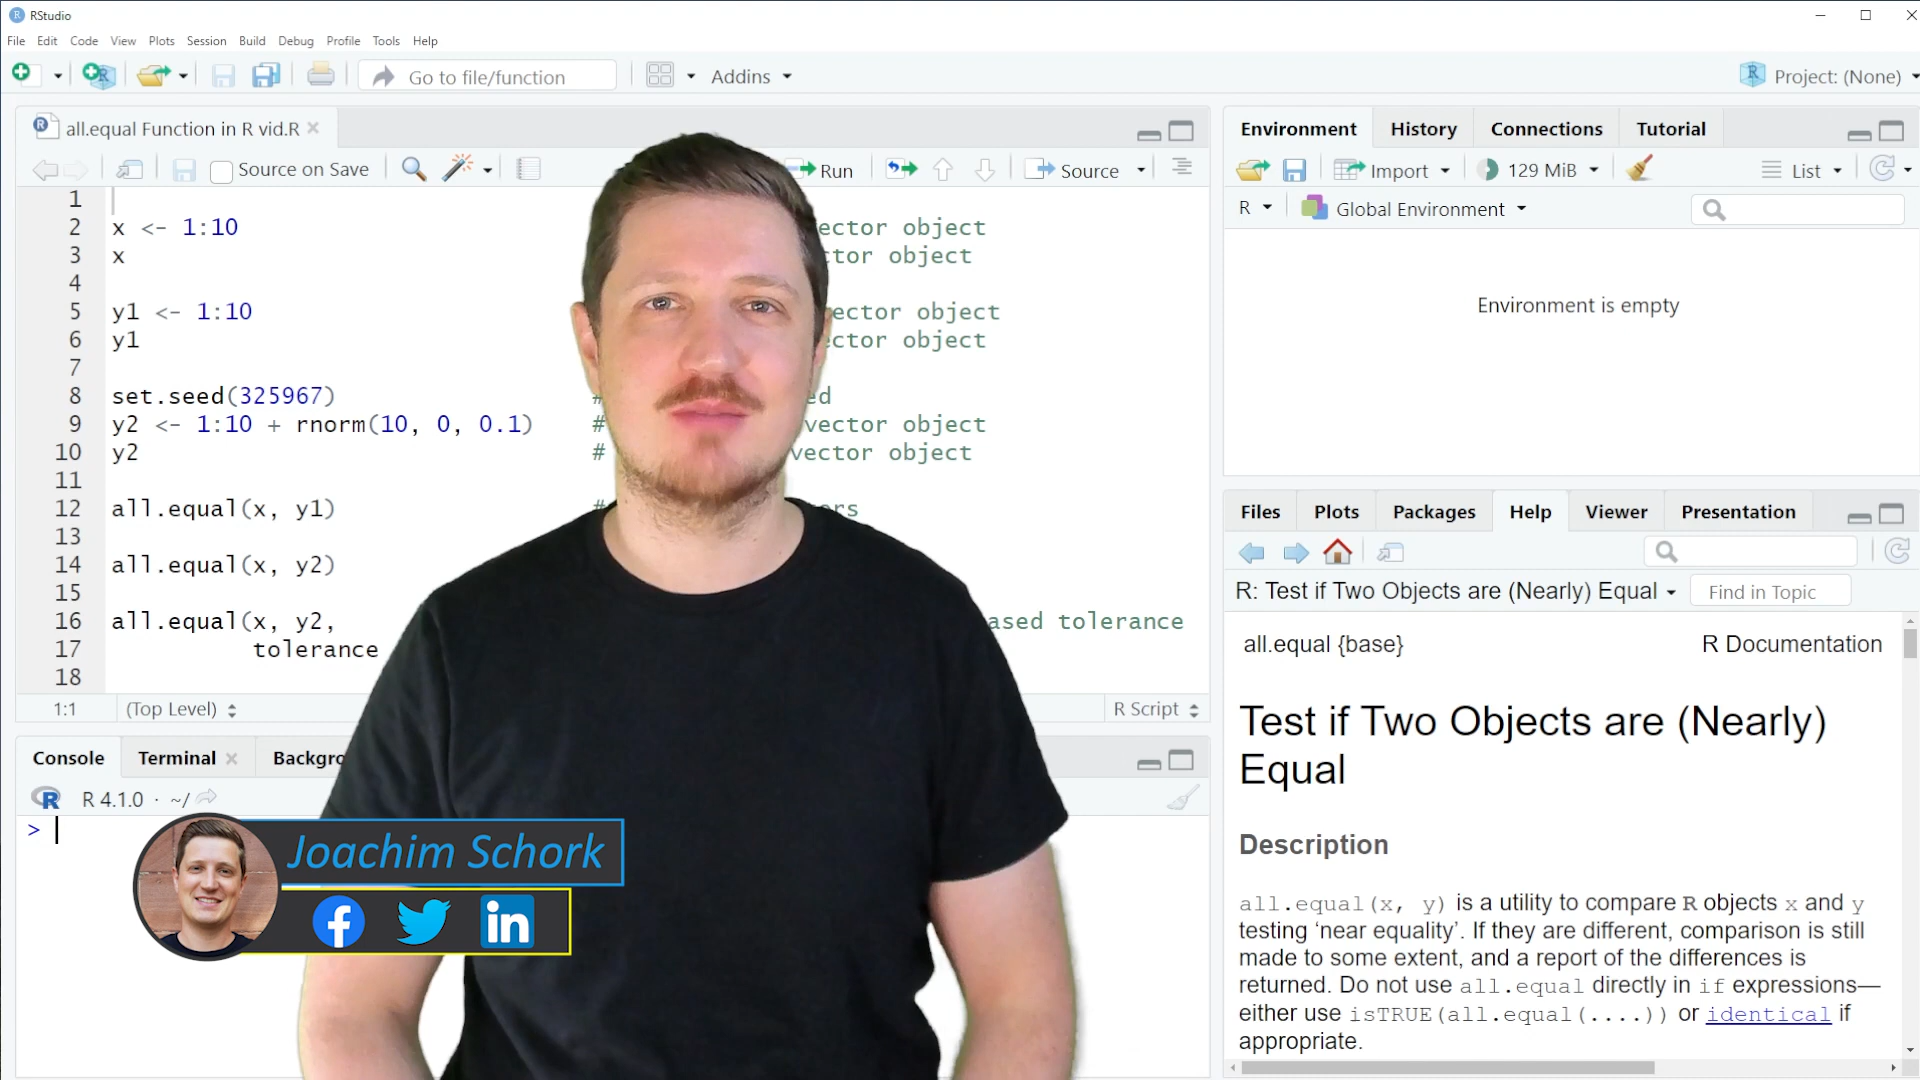 RStudio
File Edit Code View Plots Session Build Debug Profile Tools Help
Go to file/function
Addins
Project: (None)
all.equal Function in R vid.R
Source on Save
Run
Source
1
2 x <- 1:10 vector object
3 x object
4
5 y1 <- 1:10 object
6 y1 object
7
8 set.seed(325967) #
9 y2 <- 1:10 + rnorm(10, 0, 0.1) # vector object
10 y2 # vector object
11
12 all.equal(x, y1) #
13
14 all.equal(x, y2)
15
16 all.equal(x, y2, tolerance
17 tolerance
18
1:1 (Top Level) R Script
Console Terminal
R 4.1.0 · ~/
>
Joachim Schork
f in
Environment History Connections Tutorial
Import 129 MiB List
R Global Environment
Environment is empty
Files Plots Packages Help Viewer Presentation
R: Test if Two Objects are (Nearly) Equal Find in Topic
all.equal {base} R Documentation
Test if Two Objects are (Nearly)
Equal
Description
all.equal(x, y) is a utility to compare R objects x and y
testing ‘near equality’. If they are different, comparison is still
made to some extent, and a report of the differences is
returned. Do not use all.equal directly in if expressions—
either use isTRUE(all.equal(....)) or identical if
appropriate.